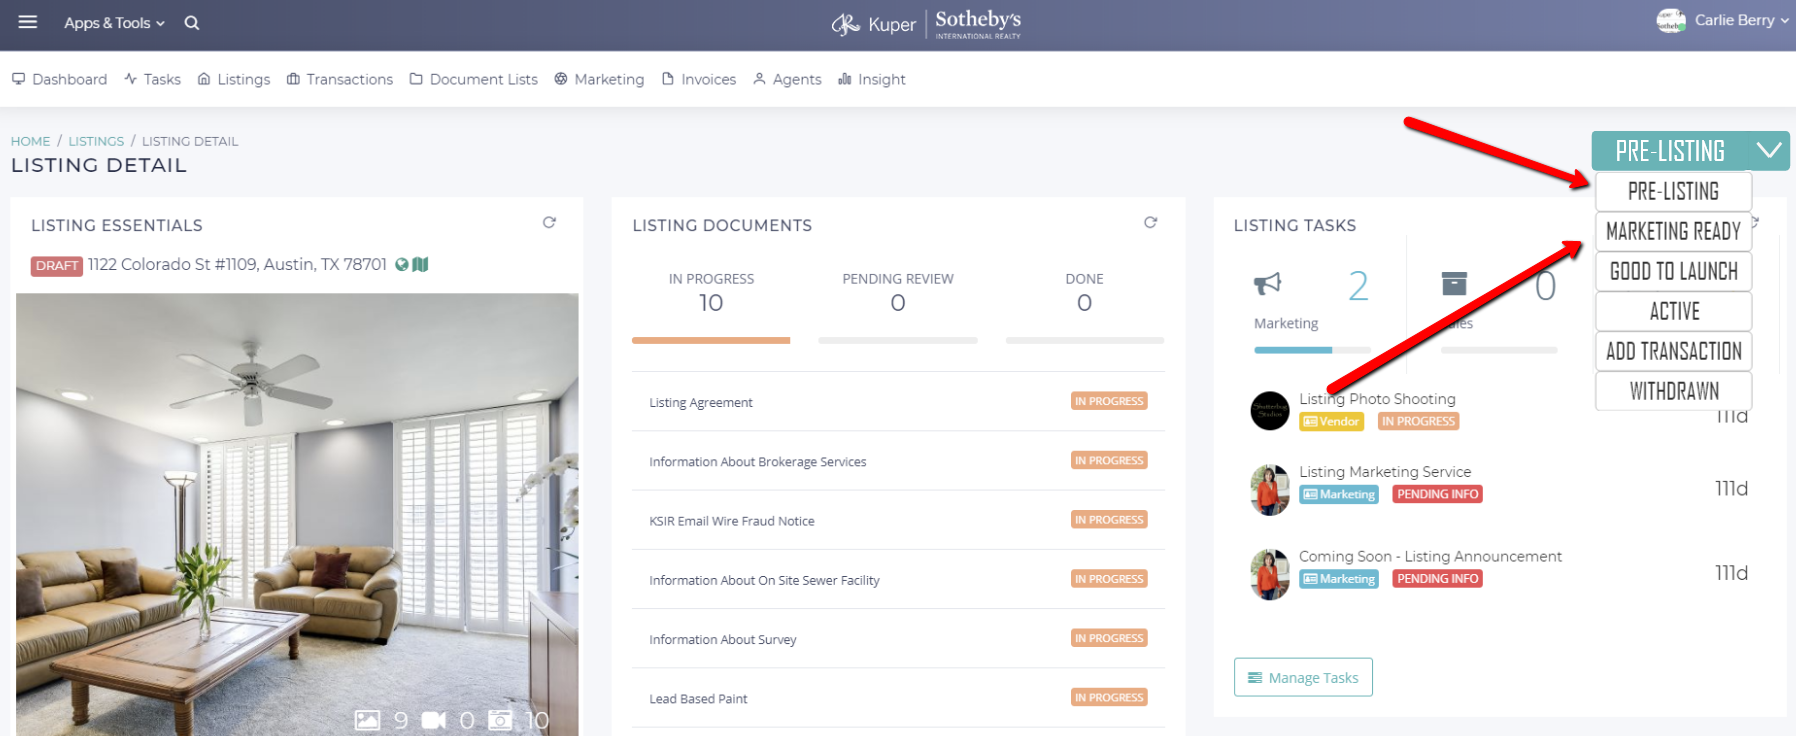 Apps & Tools
Kuper Sotheby's
INTERNATIONAL REALTY
Carlie Berry
Dashboard Tasks Listings Transactions Document Lists Marketing Invoices Agents Insight
HOME / LISTINGS / LISTING DETAIL
LISTING DETAIL
PRE-LISTING
PRE-LISTING
MARKETING READY
GOOD TO LAUNCH
ACTIVE
ADD TRANSACTION
WITHDRAWN
LISTING ESSENTIALS
DRAFT 1122 Colorado St #1109, Austin, TX 78701
9 0 10
LISTING DOCUMENTS
IN PROGRESS PENDING REVIEW DONE
10 0 0
Listing Agreement IN PROGRESS
Information About Brokerage Services IN PROGRESS
KSIR Email Wire Fraud Notice IN PROGRESS
Information About On Site Sewer Facility IN PROGRESS
Information About Survey IN PROGRESS
Lead Based Paint IN PROGRESS
LISTING TASKS
2 0
Marketing
Listing Photo Shooting
Vendor IN PROGRESS
111d
Listing Marketing Service
Marketing PENDING INFO
111d
Coming Soon - Listing Announcement
Marketing PENDING INFO
111d
Manage Tasks